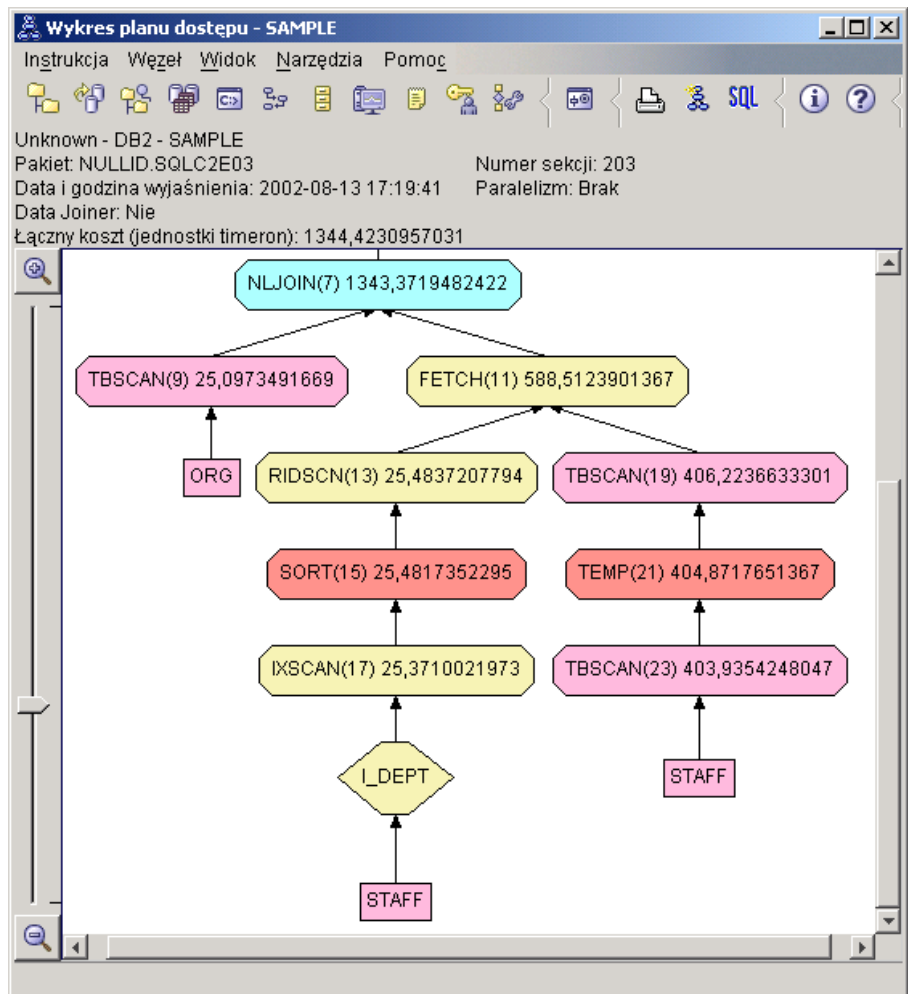 Wykres planu dostępu - SAMPLE
Instrukcja Węzeł Widok Narzędzia Pomoc
SQL
Unknown - DB2 - SAMPLE
Pakiet: NULLID.SQLC2E03 Numer sekcji: 203
Data i godzina wyjaśnienia: 2002-08-13 17:19:41 Paralelizm: Brak
Data Joiner: Nie
Łączny koszt (jednostki timeron): 1344,4230957031
NLJOIN(7) 1343,3719482422
TBSCAN(9) 25,0973491669 FETCH(11) 588,5123901367
ORG RIDSCN(13) 25,4837207794 TBSCAN(19) 406,2236633301
SORT(15) 25,4817352295 TEMP(21) 404,8717651367
IXSCAN(17) 25,3710021973 TBSCAN(23) 403,9354248047
I_DEPT STAFF
STAFF